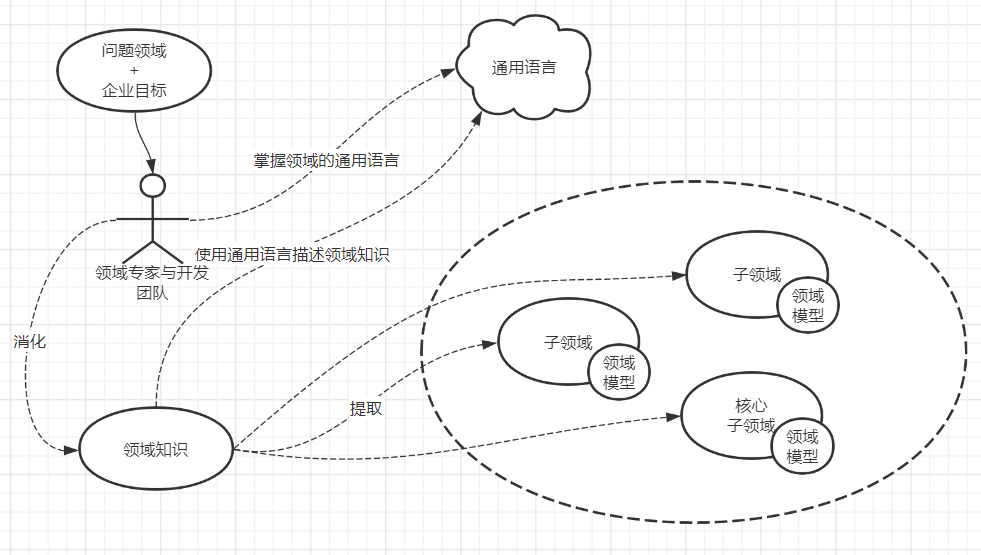 问题领域
+
企业目标
通用语言
掌握领域的通用语言
使用通用语言描述领域知识
领域专家与开发
团队
消化
领域知识
提取
子领域
领域
模型
子领域
领域
模型
核心
子领域
领域
模型